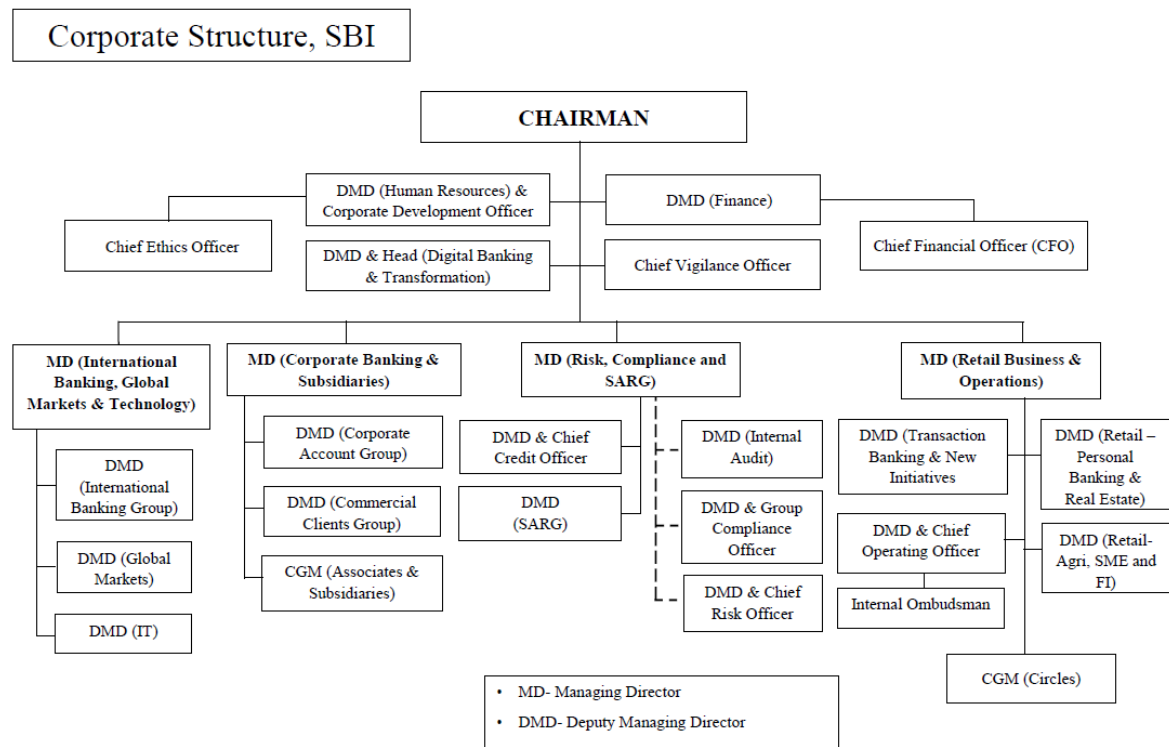 Corporate Structure, SBI
CHAIRMAN
DMD (Human Resources) &
Corporate Development Officer
DMD (Finance)
Chief Ethics Officer
Chief Financial Officer (CFO)
DMD & Head (Digital Banking
& Transformation)
Chief Vigilance Officer
MD (International
Banking, Global
Markets & Technology)
DMD
(International
Banking Group)
DMD (Global
Markets)
DMD (IT)
MD (Corporate Banking &
Subsidiaries)
DMD (Corporate
Account Group)
DMD (Commercial
Clients Group)
CGM (Associates &
Subsidiaries)
MD (Risk, Compliance and
SARG)
DMD & Chief
Credit Officer
DMD
(SARG)
DMD (Internal
Audit)
DMD & Group
Compliance
Officer
DMD & Chief
Risk Officer
MD (Retail Business &
Operations)
DMD (Transaction
Banking & New
Initiatives
DMD (Retail –
Personal
Banking &
Real Estate)
DMD & Chief
Operating Officer
DMD (Retail-
Agri, SME and
FI)
Internal Ombudsman
CGM (Circles)
• MD- Managing Director
• DMD- Deputy Managing Director